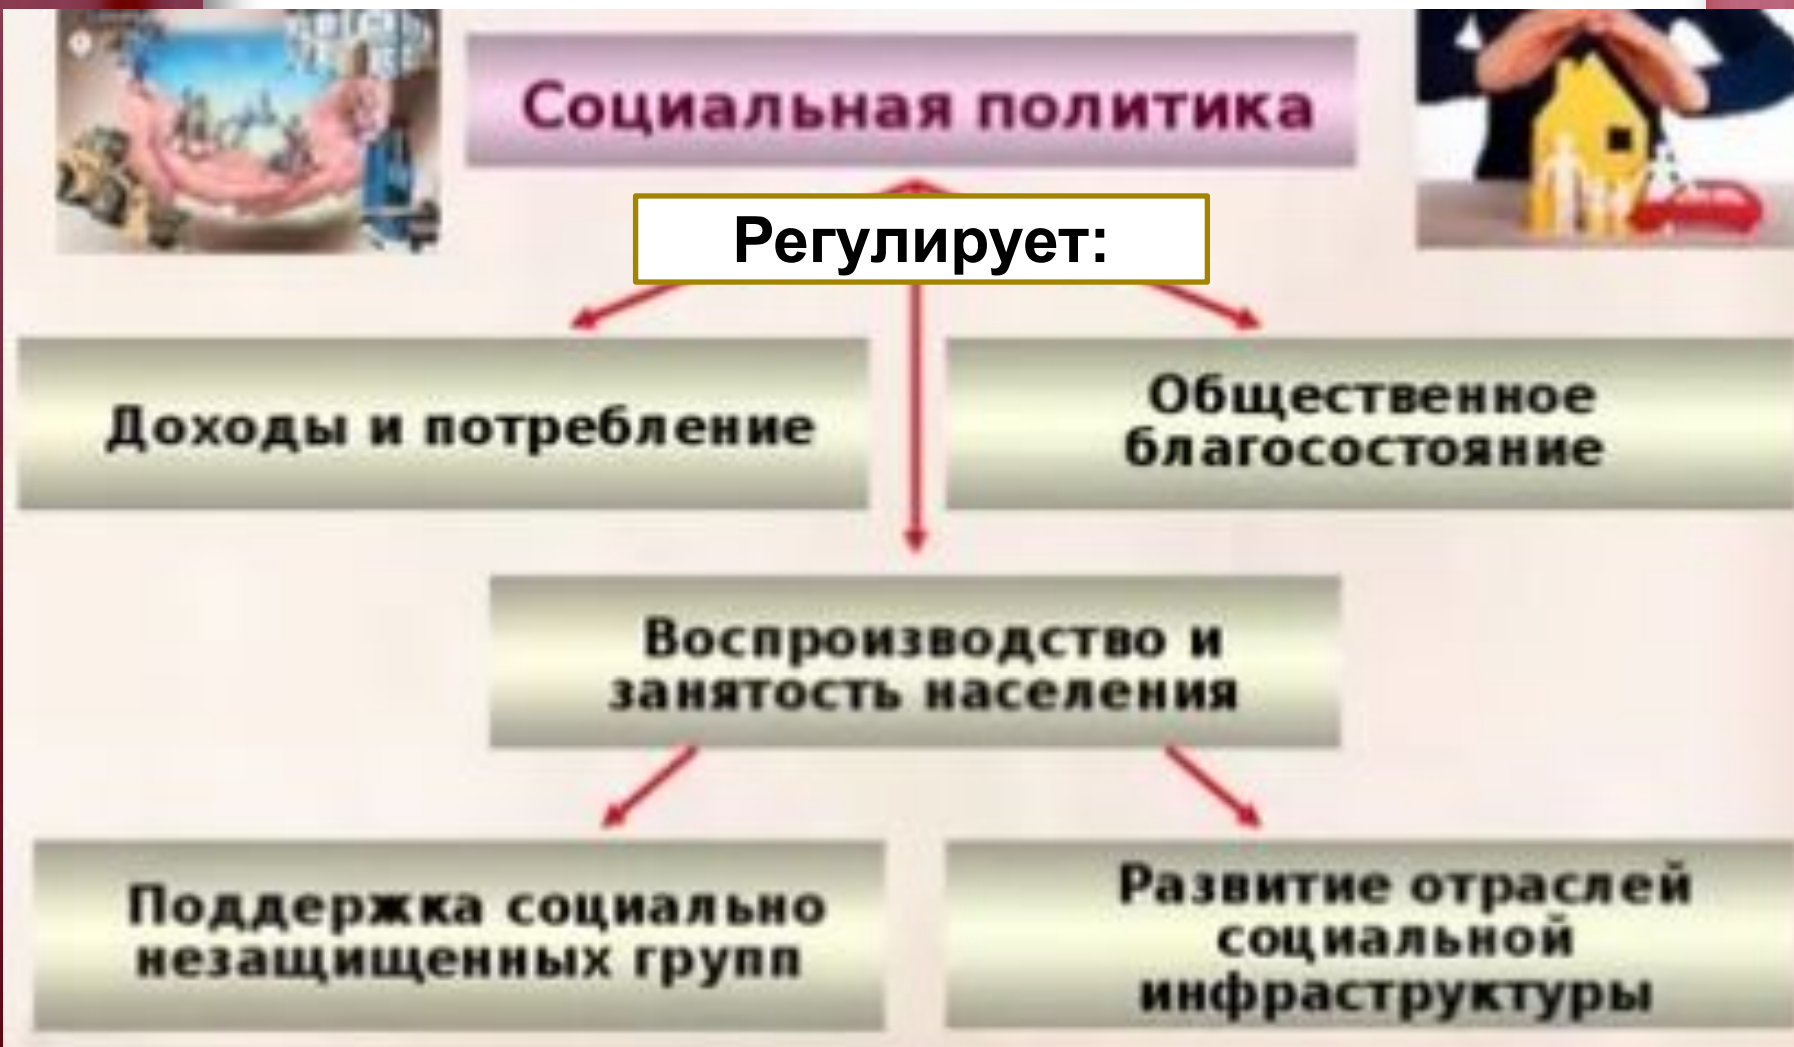 Социальная политика
Регулирует:
Доходы и потребление
Общественное
благосостояние
Воспроизводство и
занятость населения
Поддержка социально
незащищенных групп
Развитие отраслей
социальной
инфраструктуры